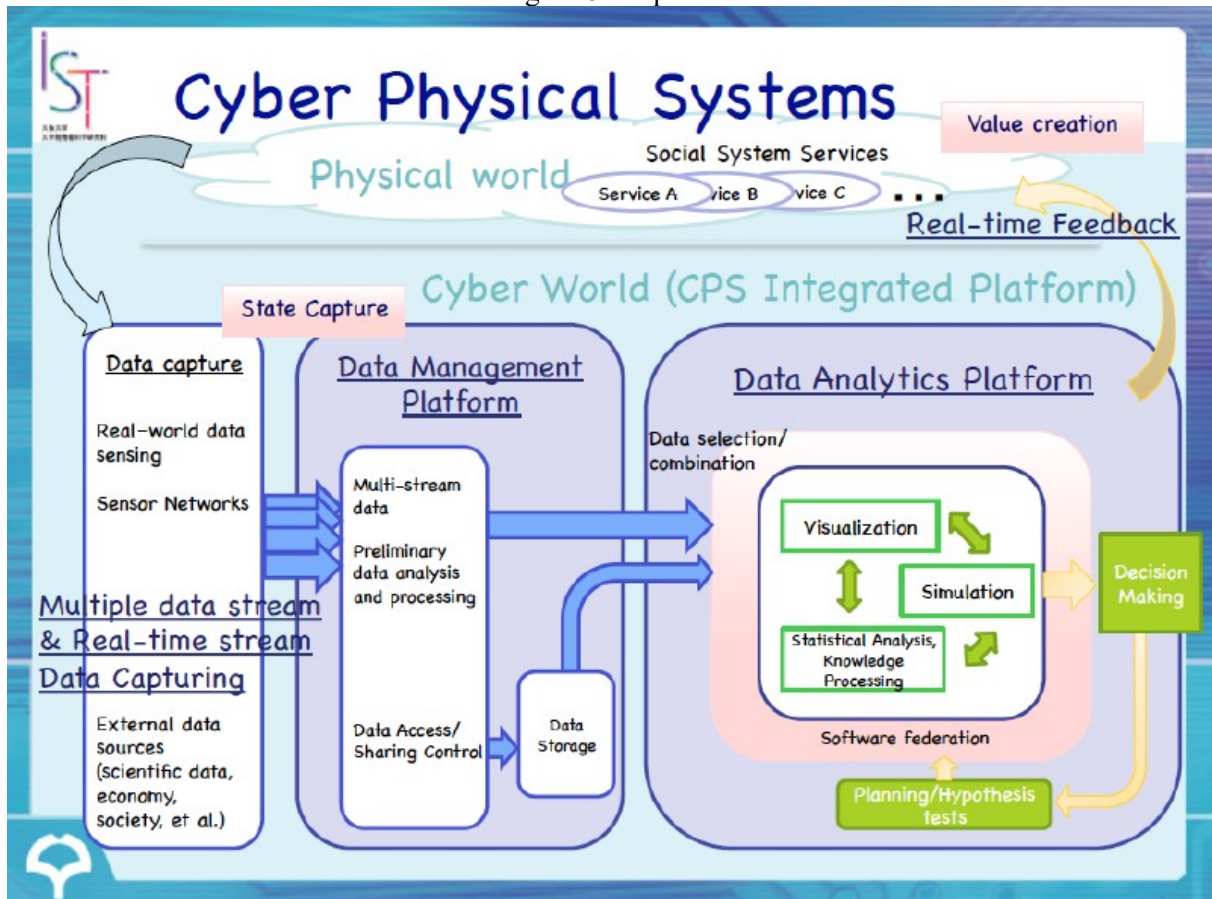 IST
Cyber Physical Systems
Value creation
Physical world
Social System Services
Service A
vice B
vice C
...
Real-time Feedback
Cyber World (CPS Integrated Platform)
State Capture
Data capture
Real-world data
sensing
Sensor Networks
Multiple data stream
& Real-time stream
Data Capturing
External data
sources
(scientific data,
economy,
society, et al.)
Data Management
Platform
Multi-stream
data
Preliminary
data analysis
and processing
Data Access/
Sharing Control
Data
Storage
Data Analytics Platform
Data selection/
combination
Visualization
Simulation
Statistical Analysis,
Knowledge
Processing
Software federation
Decision
Making
Planning/Hypothesis
tests